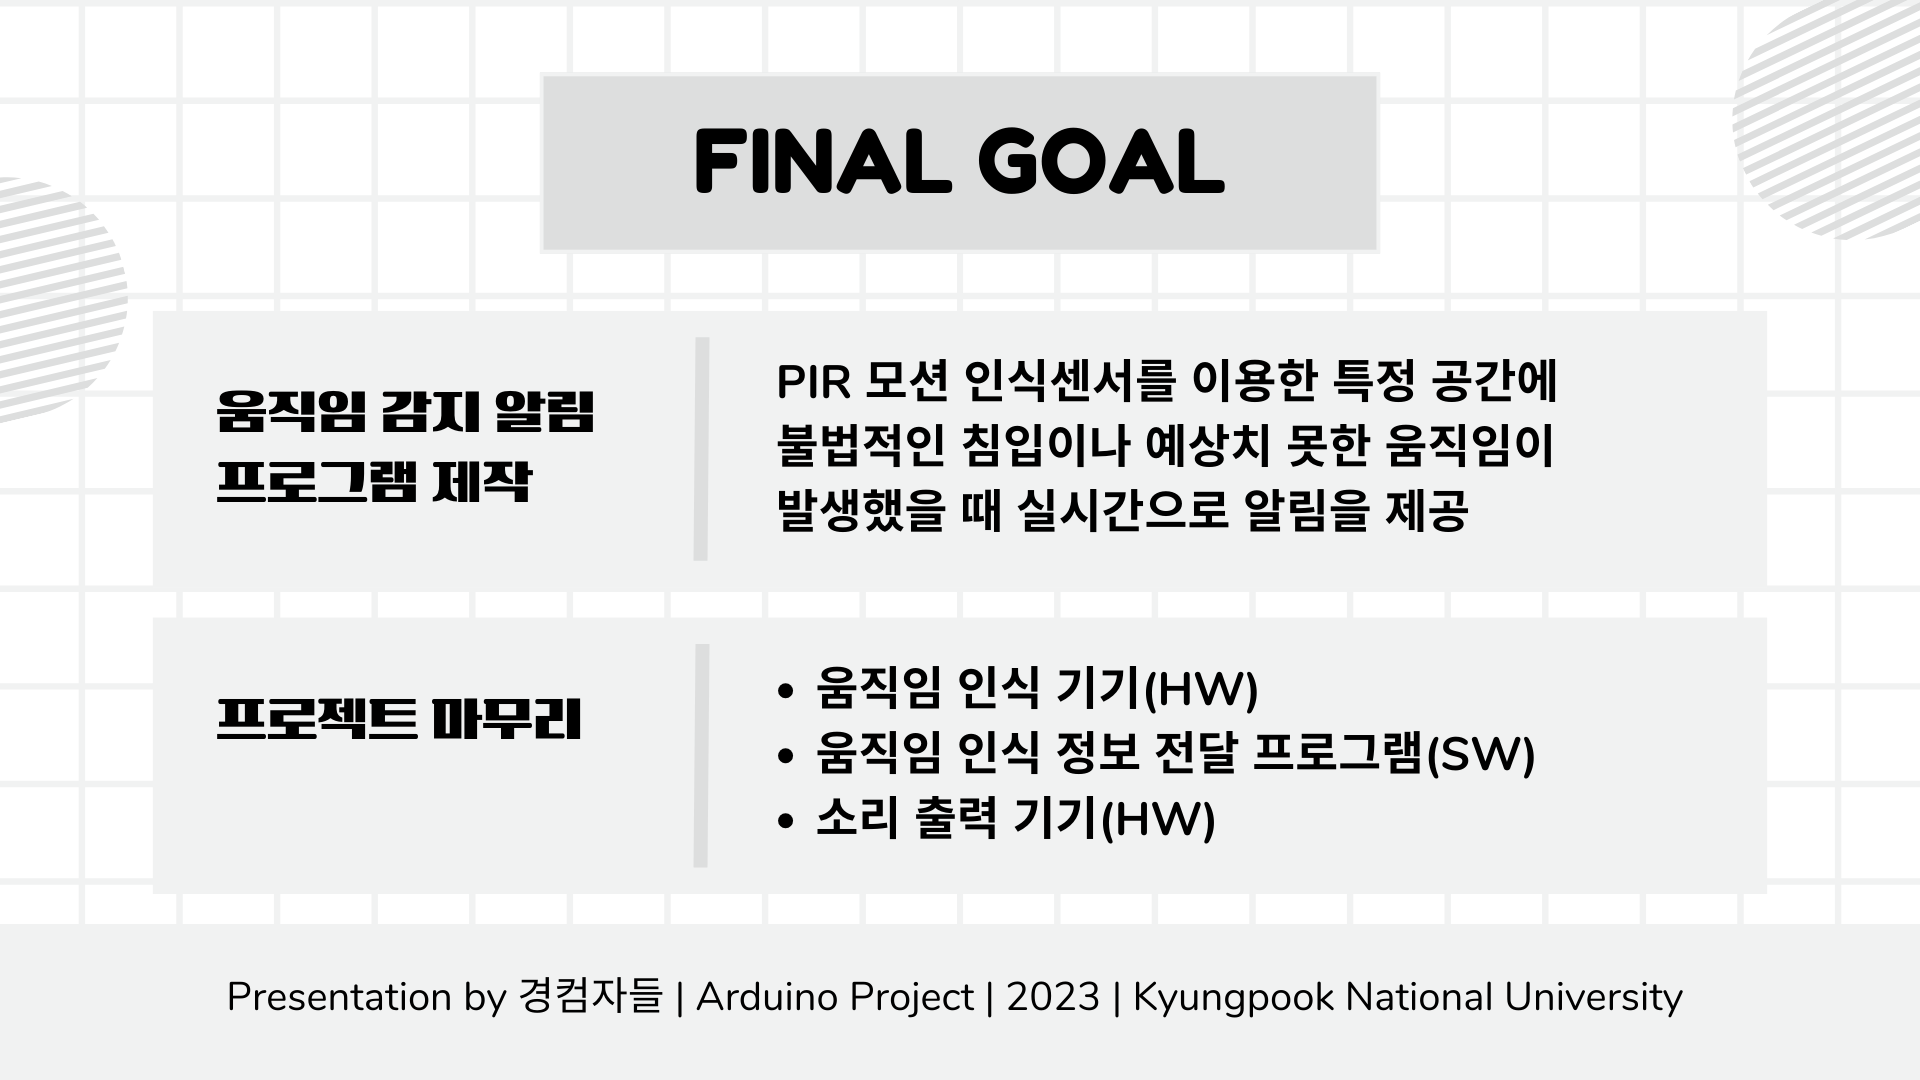 FINAL GOAL
움직임 감지 알림
프로그램 제작
PIR 모션 인식센서를 이용한 특정 공간에
불법적인 침입이나 예상치 못한 움직임이
발생했을 때 실시간으로 알림을 제공
프로젝트 마무리
• 움직임 인식 기기(HW)
• 움직임 인식 정보 전달 프로그램(SW)
• 소리 출력 기기(HW)
Presentation by 경컴자들 | Arduino Project | 2023 | Kyungpook National University